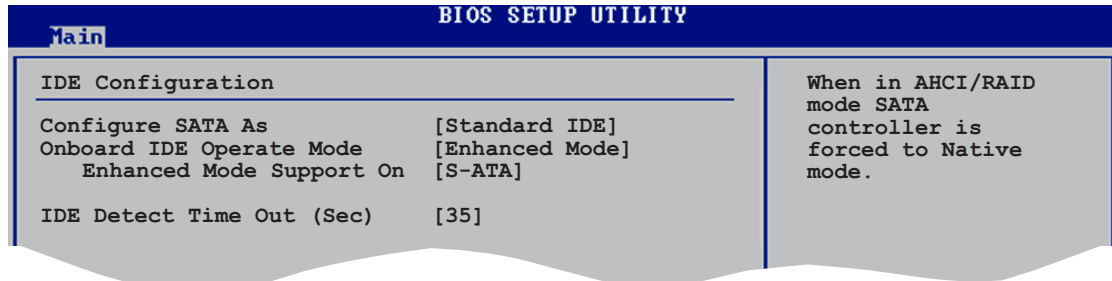 BIOS SETUP UTILITY
Main
IDE Configuration
Configure SATA As [Standard IDE]
Onboard IDE Operate Mode [Enhanced Mode]
Enhanced Mode Support On [S-ATA]
IDE Detect Time Out (Sec) [35]
When in AHCI/RAID
mode SATA
controller is
forced to Native
mode.